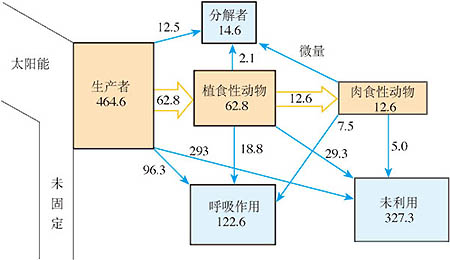 太阳能
未固定
生产者
464.6
12.5
分解者
14.6
微量
2.1
62.8
植食性动物
62.8
12.6
肉食性动物
12.6
7.5
293
96.3
18.8
29.3
5.0
呼吸作用
122.6
未利用
327.3